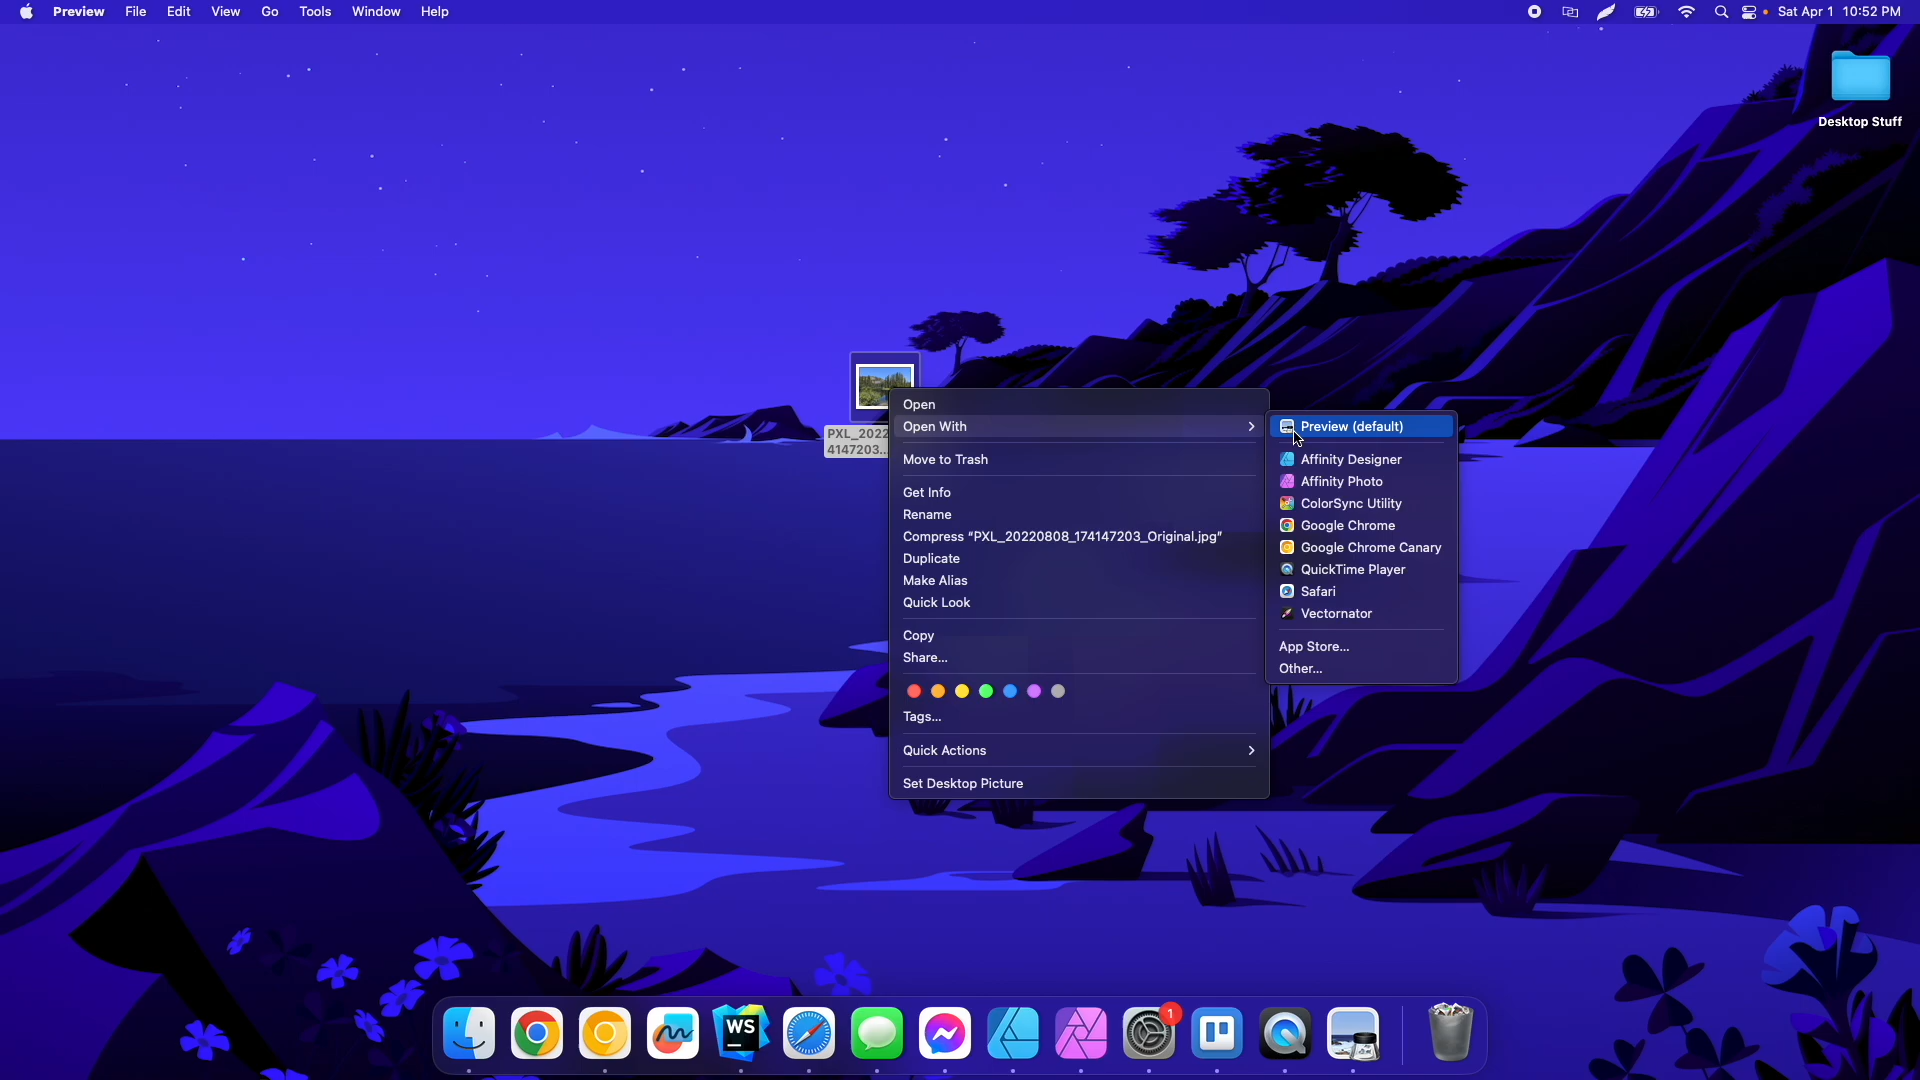 Preview File Edit View Go Tools Window Help
Sat Apr 1 10:52 PM
Desktop Stuff
PXL_2022
4147203...
Open
Open With
Move to Trash
Get Info
Rename
Compress “PXL_20220808_174147203_Original.jpg”
Duplicate
Make Alias
Quick Look
Copy
Share...
Tags...
Quick Actions
Set Desktop Picture
Preview (default)
Affinity Designer
Affinity Photo
ColorSync Utility
Google Chrome
Google Chrome Canary
QuickTime Player
Safari
Vectornator
App Store...
Other...
WS
1